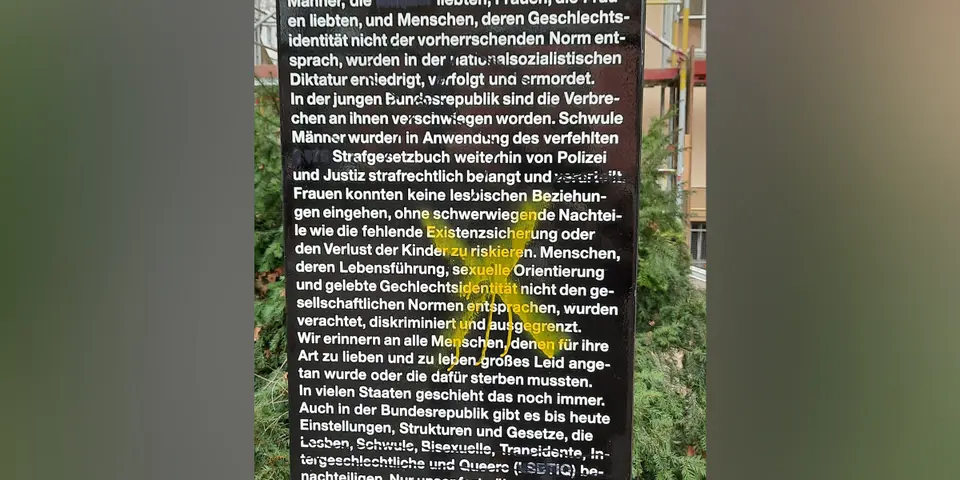 Männer, die liebten, Frauen, die Frau-
en liebten, und Menschen, deren Geschlechts-
identität nicht der vorherrschenden Norm ent-
sprach, wurden in der nationalsozialistischen
Diktatur erniedrigt, verfolgt und ermordet.
In der jungen Bundesrepublik sind die Verbre-
chen an ihnen verschwiegen worden. Schwule
Männer wurden in Anwendung des verfehlten
Strafgesetzbuch weiterhin von Polizei
und Justiz strafrechtlich belangt und verurteilt.
Frauen konnten keine lesbischen Beziehun-
gen eingehen, ohne schwerwiegende Nachtei-
le wie die fehlende Existenzsicherung oder
den Verlust der Kinder zu riskieren. Menschen,
deren Lebensführung, sexuelle Orientierung
und gelebte Gechlechtsidentität nicht den ge-
sellschaftlichen Normen entsprachen, wurden
verachtet, diskriminiert und ausgegrenzt.
Wir erinnern an alle Menschen, denen für ihre
Art zu lieben und zu leben großes Leid ange-
tan wurde oder die dafür sterben mussten.
In vielen Staaten geschieht das noch immer.
Auch in der Bundesrepublik gibt es bis heute
Einstellungen, Strukturen und Gesetze, die
Lesben, Schwule, Bisexuelle, Transidente, In-
tergeschlechtliche und Queere (LSBTIQ) be-
nachteiligen. Nur